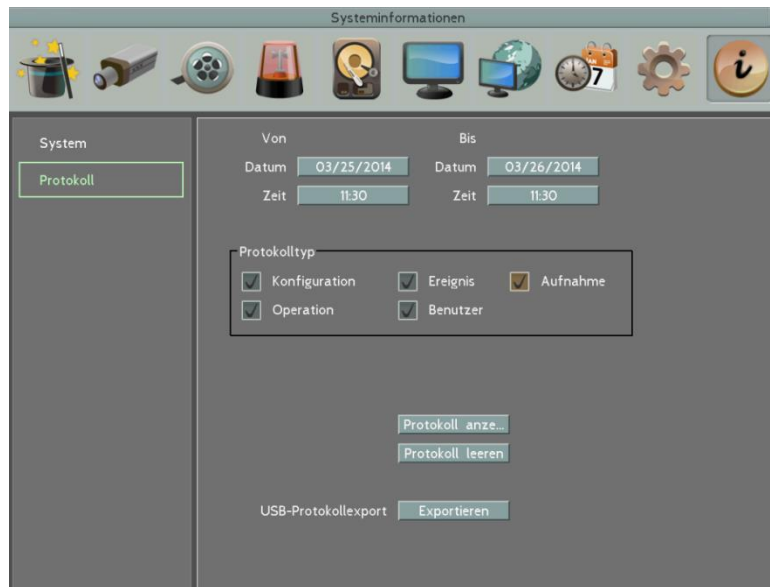 Systeminformationen
7
i
System
Protokoll
Von Bis
Datum 03/25/2014 Datum 03/26/2014
Zeit 11:30 Zeit 11:30
Protokolltyp
Konfiguration Ereignis Aufnahme
Operation Benutzer
Protokoll anze...
Protokoll leeren
USB-Protokollexport Exportieren